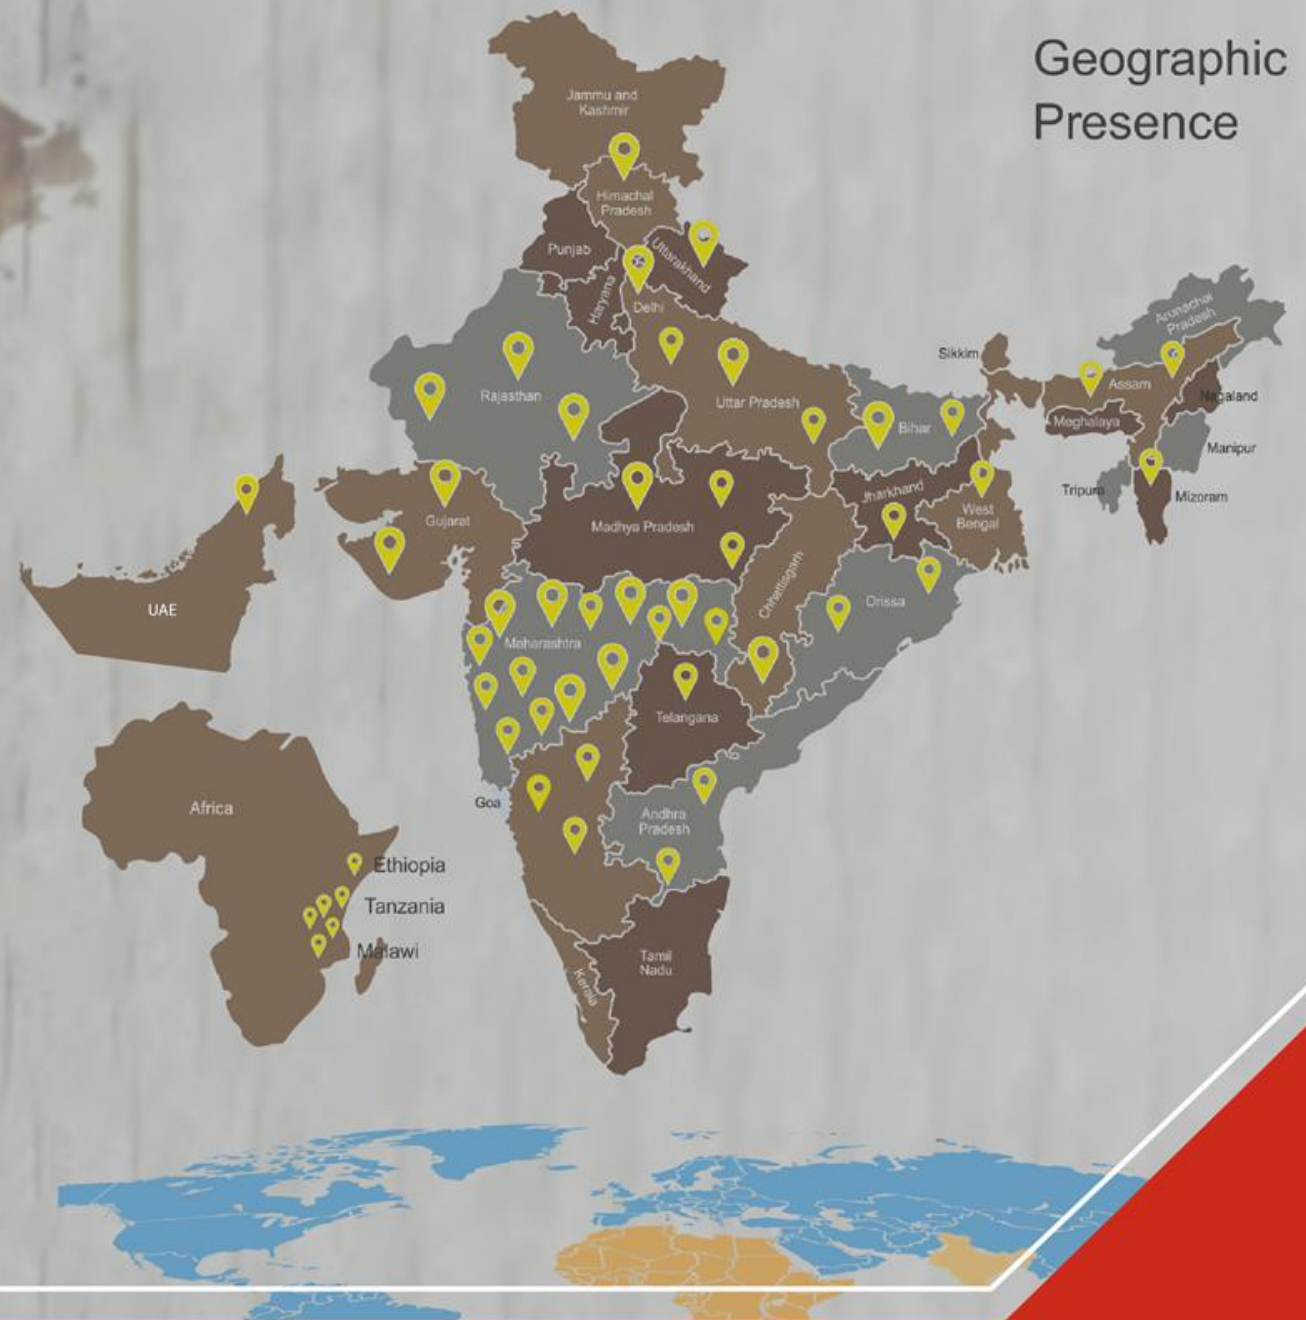 Geographic
Presence
Jammu and
Kashmir
Himachal
Pradesh
Punjab
Uttarakhand
Haryana
Delhi
Arunachal
Pradesh
Sikkim
Assam
Nagaland
Rajasthan
Uttar Pradesh
Bihar
Meghalaya
Manipur
Jharkhand
Tripura
Mizoram
Gujarat
Madhya Pradesh
West
Bengal
UAE
Chhattisgarh
Orissa
Maharashtra
Telangana
Goa
Africa
Andhra
Pradesh
Ethiopia
Tanzania
Malawi
Tamil
Nadu
Kerala